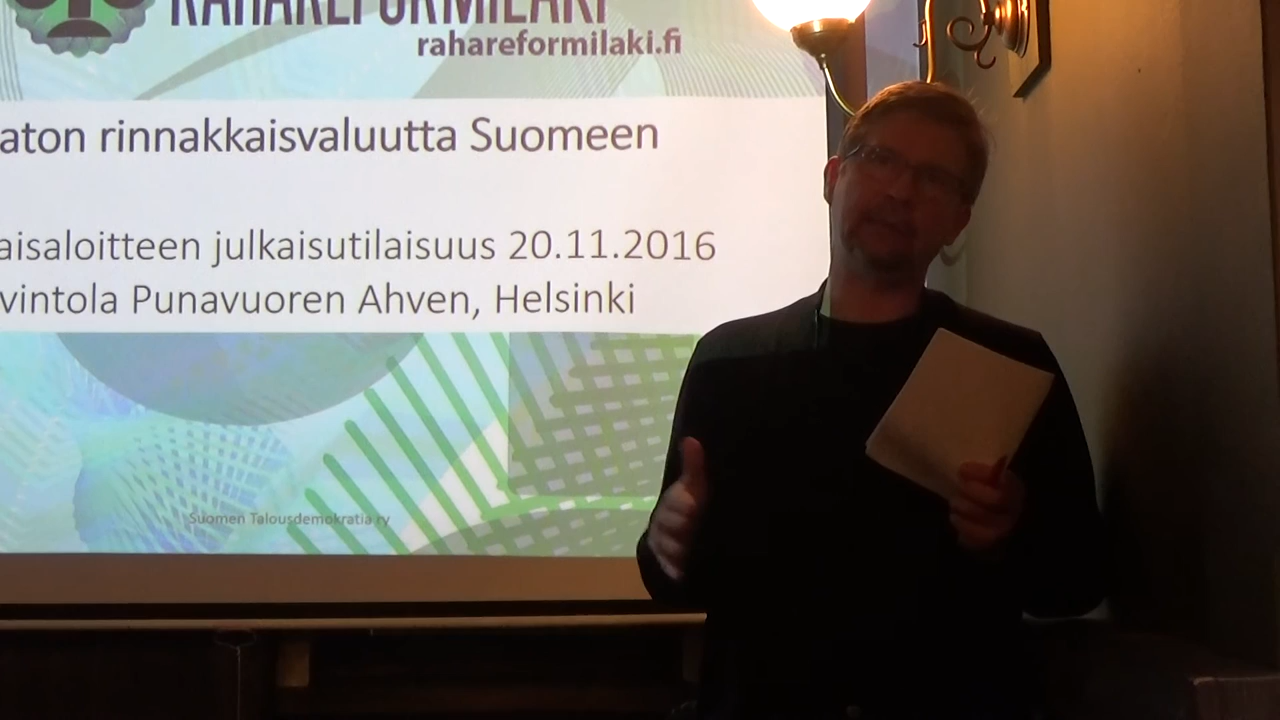 RAHAREFORMILAKI
rahareformilaki.fi
aton rinnakkaisvaluutta Suomeen
aisaloitteen julkaisutilaisuus 20.11.2016
vintola Punavuoren Ahven, Helsinki
Suomen Talousdemokratia ry